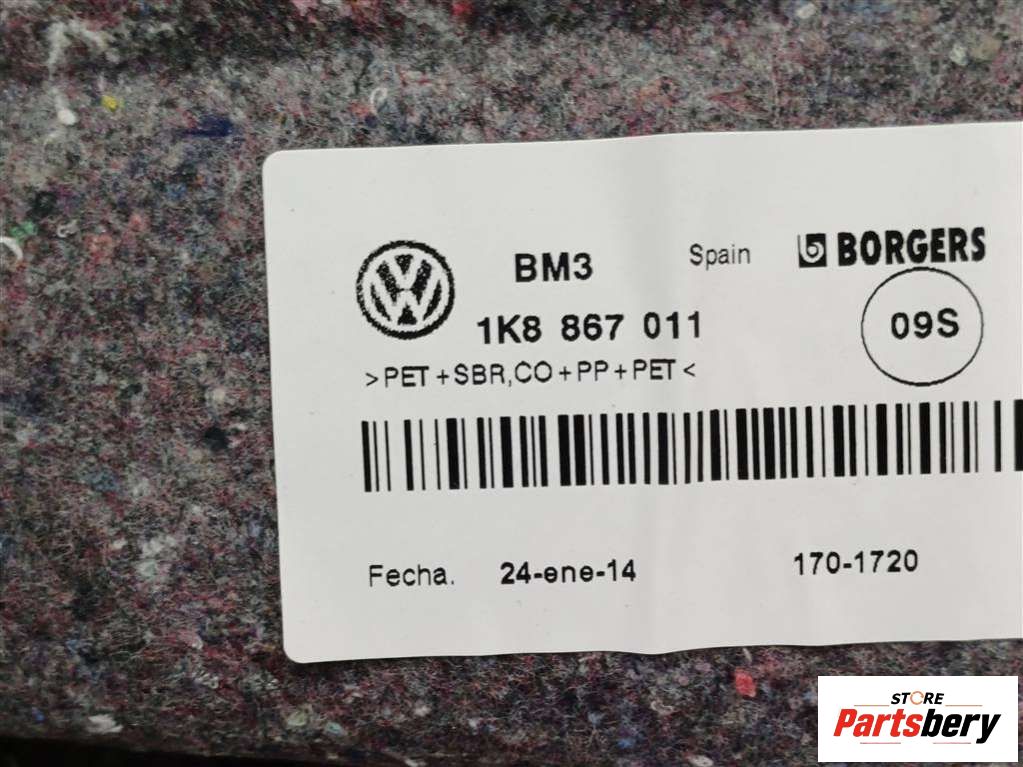 VW BM3 Spain BORGERS
1K8 867 011 09S
>PET+SBR,CO+PP+PET<
Fecha. 24-ene-14 170-1720
STORE
Partsbery